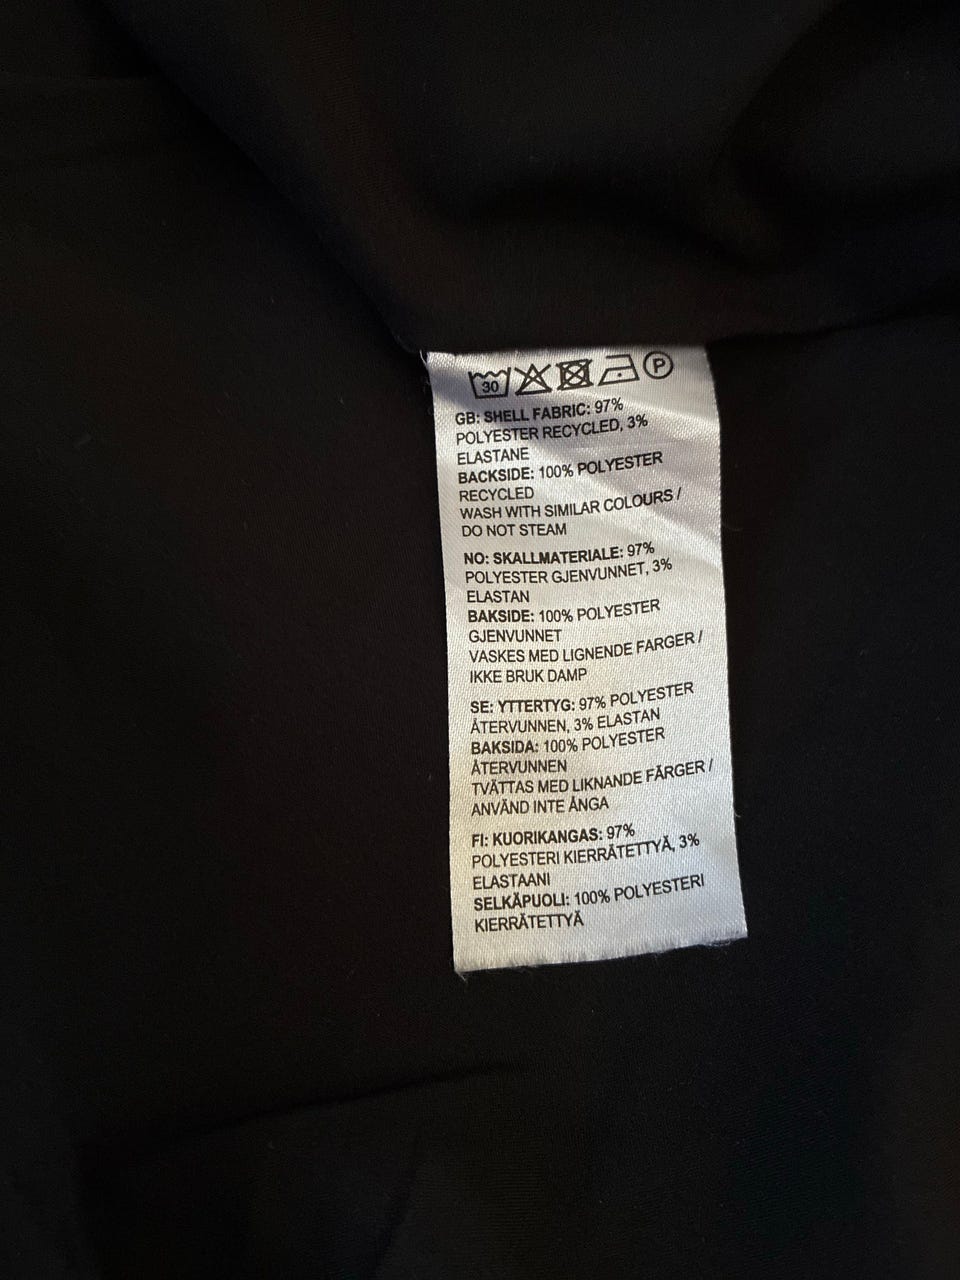 30 P
GB: SHELL FABRIC: 97%
POLYESTER RECYCLED, 3%
ELASTANE
BACKSIDE: 100% POLYESTER
RECYCLED
WASH WITH SIMILAR COLOURS /
DO NOT STEAM
NO: SKALLMATERIALE: 97%
POLYESTER GJENVUNNET, 3%
ELASTAN
BAKSIDE: 100% POLYESTER
GJENVUNNET
VASKES MED LIGNENDE FARGER /
IKKE BRUK DAMP
SE: YTTERTYG: 97% POLYESTER
ÅTERVUNNEN, 3% ELASTAN
BAKSIDA: 100% POLYESTER
ÅTERVUNNEN
TVÄTTAS MED LIKNANDE FÄRGER /
ANVÄND INTE ÅNGA
FI: KUORIKANGAS: 97%
POLYESTERI KIERRÄTETTYÄ, 3%
ELASTAANI
SELKÄPUOLI: 100% POLYESTERI
KIERRÄTETTYÄ